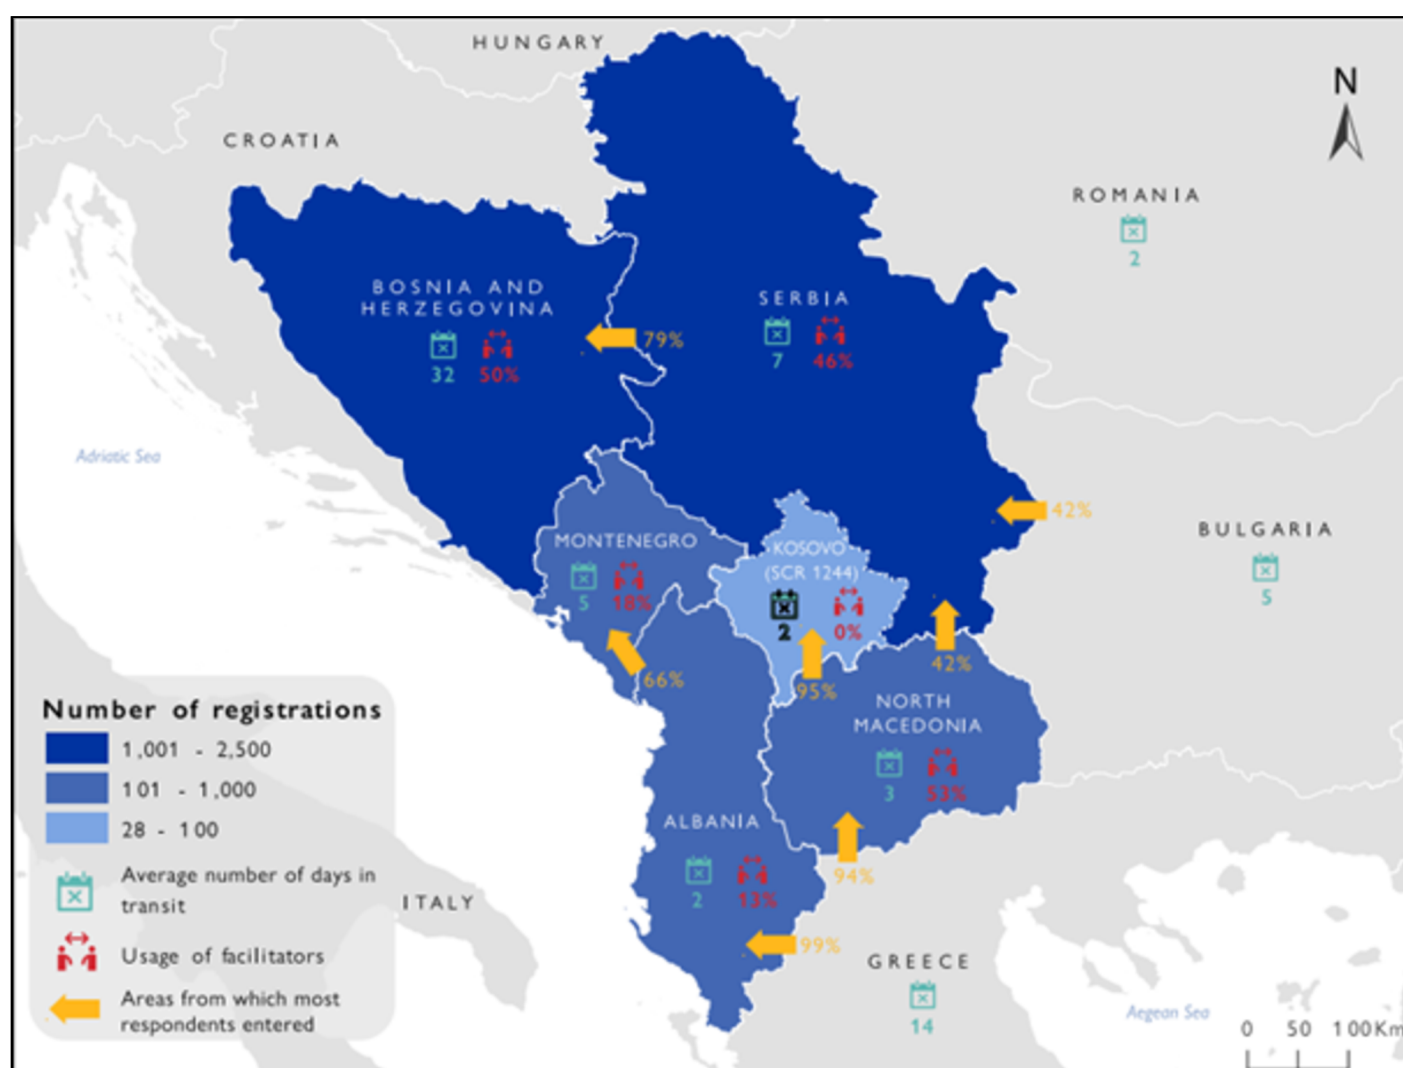 HUNGARY
CROATIA
N
ROMANIA
2
BOSNIA AND
HERZEGOVINA
32
50%
79%
SERBIA
7
46%
Adriatic Sea
42%
BULGARIA
5
MONTENEGRO
5
18%
66%
KOSOVO
(SCR 1244)
2
0%
95%
42%
NORTH
MACEDONIA
3
53%
94%
ALBANIA
2
13%
99%
GREECE
14
ITALY
Aegean Sea
0 50 100Km
Number of registrations
1,001 - 2,500
101 - 1,000
28 - 100
Average number of days in
transit
Usage of facilitators
Areas from which most
respondents entered